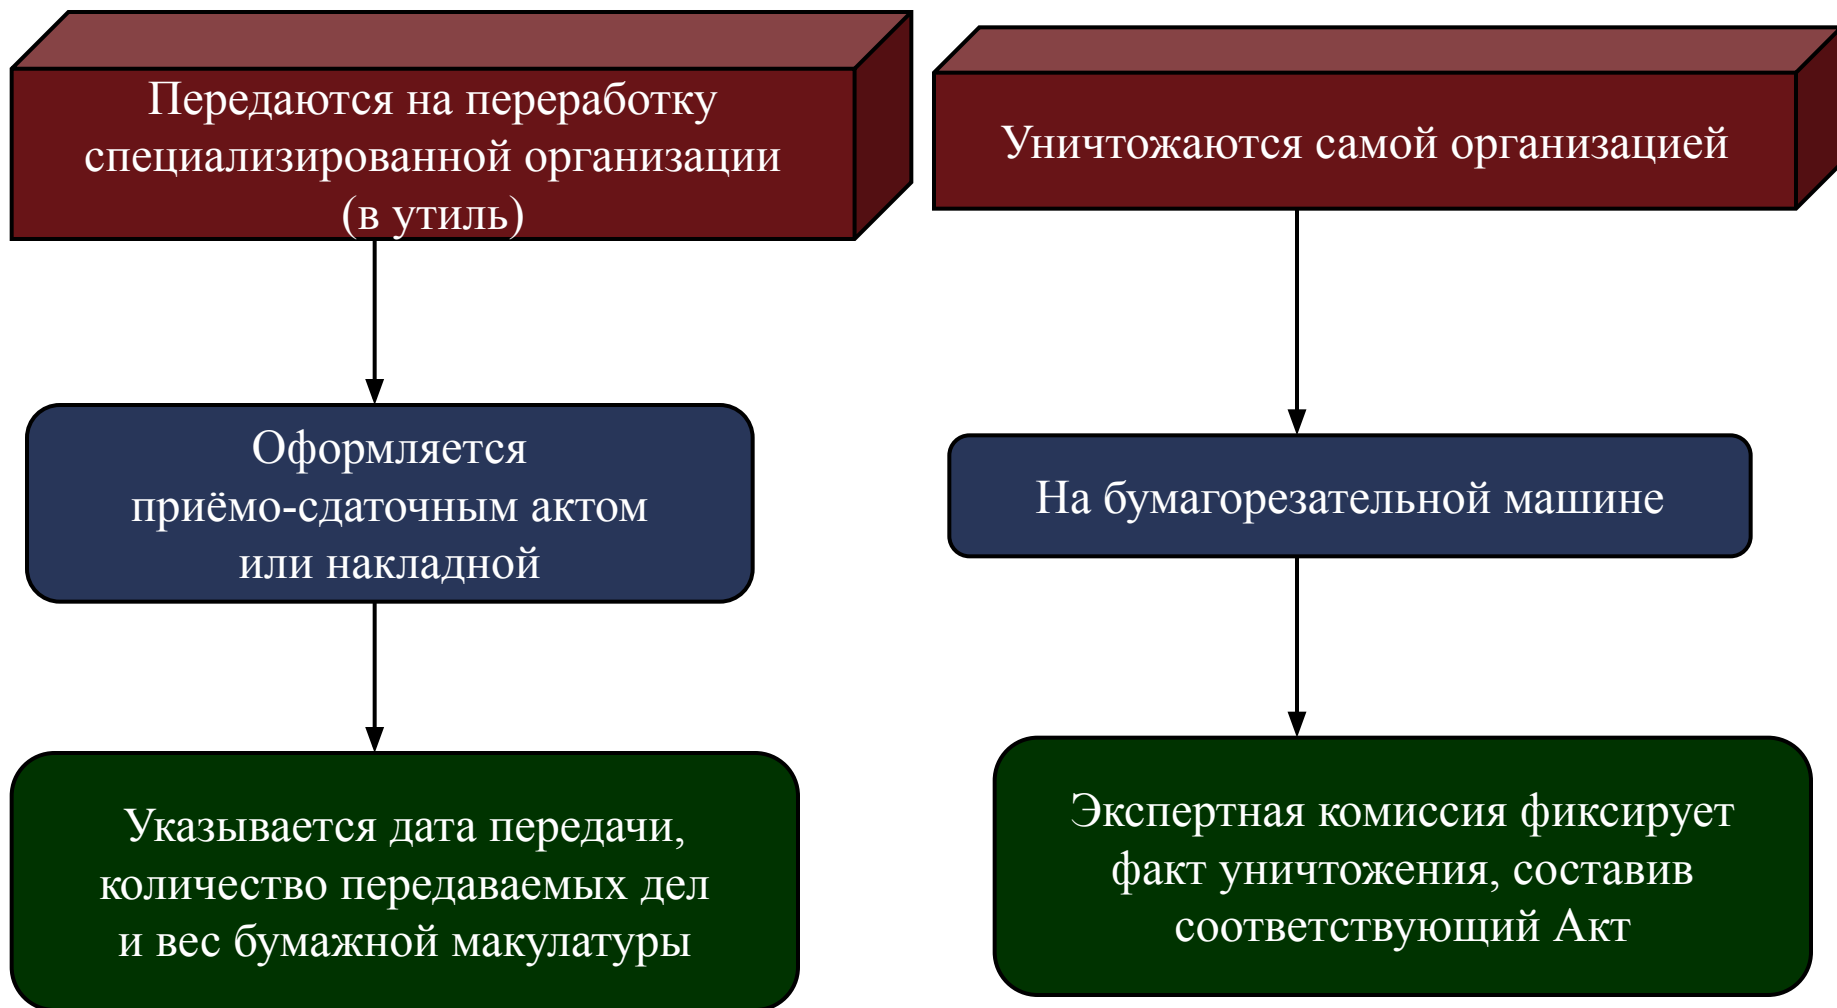 Передаются на переработку
специализированной организации
(в утиль)
Оформляется
приёмо-сдаточным актом
или накладной
Указывается дата передачи,
количество передаваемых дел
и вес бумажной макулатуры
Уничтожаются самой организацией
На бумагорезательной машине
Экспертная комиссия фиксирует
факт уничтожения, составив
соответствующий Акт